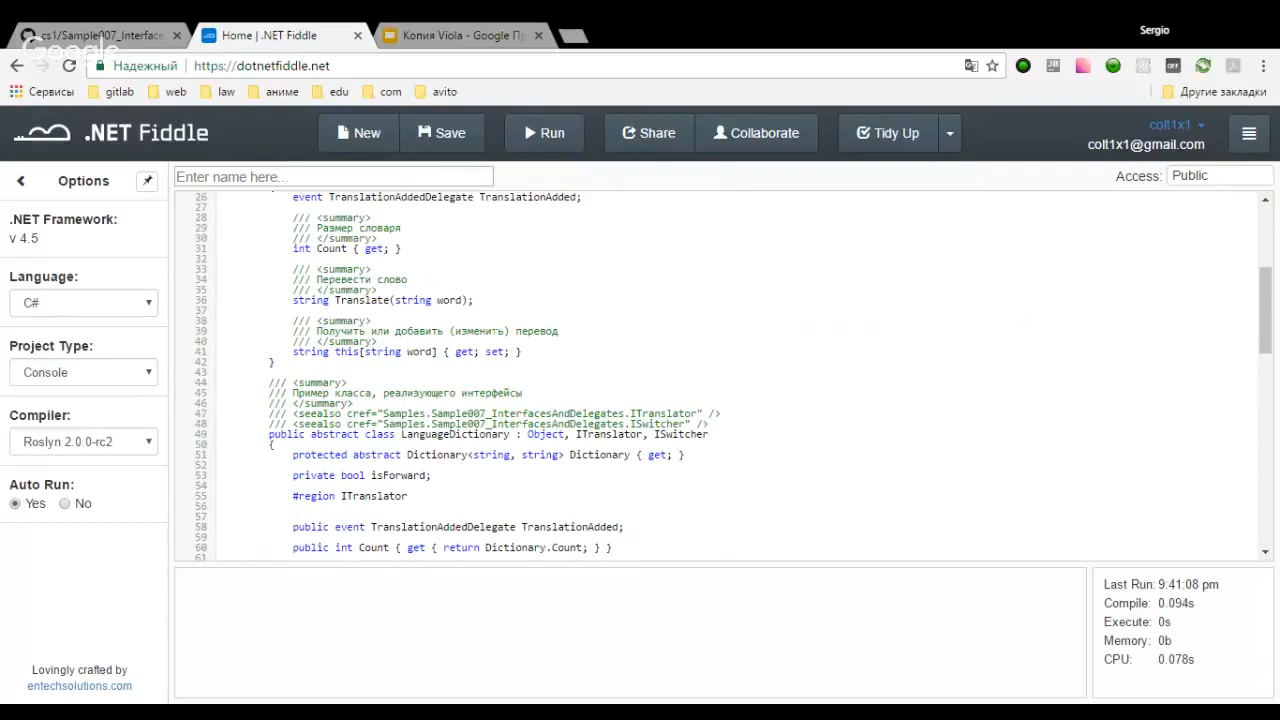 Sergio
cs1/Sample007_Interface
Home | .NET Fiddle
Копия Viola - Google Пр
Google
Надежный
https://dotnetfiddle.net
Сервисы
gitlab
web
law
аниме
edu
com
avito
Другие закладки
.NET Fiddle
New
Save
Run
Share
Collaborate
Tidy Up
colt1x1
colt1x1@gmail.com
Options
Enter name here...
Access:
Public
.NET Framework:
v 4.5
Language:
C#
Project Type:
Console
Compiler:
Roslyn 2.0.0-rc2
Auto Run:
Yes
No
Lovingly crafted by
entechsolutions.com
26 event TranslationAddedDelegate TranslationAdded;
27
28 /// <summary>
29 /// Размер словаря
30 /// </summary>
31 int Count { get; }
32
33 /// <summary>
34 /// Перевести слово
35 /// </summary>
36 string Translate(string word);
37
38 /// <summary>
39 /// Получить или добавить (изменить) перевод
40 /// </summary>
41 string this[string word] { get; set; }
42 }
43
44 /// <summary>
45 /// Пример класса, реализующего интерфейсы
46 /// </summary>
47 /// <seealso cref="Samples.Sample007_InterfacesAndDelegates.ITranslator" />
48 /// <seealso cref="Samples.Sample007_InterfacesAndDelegates.ISwitcher" />
49 public abstract class LanguageDictionary : Object, ITranslator, ISwitcher
50 {
51 protected abstract Dictionary<string, string> Dictionary { get; }
52
53 private bool isForward;
54
55 #region ITranslator
56
57
58 public event TranslationAddedDelegate TranslationAdded;
59
60 public int Count { get { return Dictionary.Count; } }
61
Last Run: 9:41:08 pm
Compile: 0.094s
Execute: 0s
Memory: 0b
CPU: 0.078s